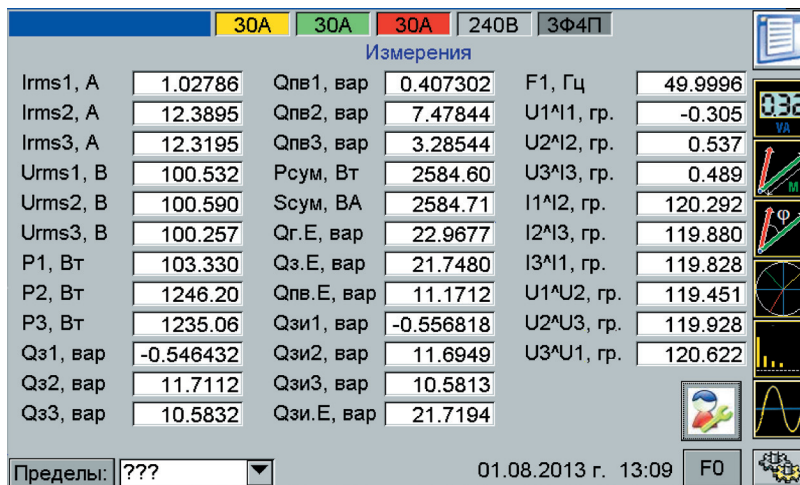 30А 30А 30А 240В 3Ф4П
Измерения
Irms1, А 1.02786 Qпв1, вар 0.407302 F1, Гц 49.9996
Irms2, А 12.3895 Qпв2, вар 7.47844 U1^I1, гр. -0.305
Irms3, А 12.3195 Qпв3, вар 3.28544 U2^I2, гр. 0.537
Urms1, В 100.532 Pсум, Вт 2584.60 U3^I3, гр. 0.489
Urms2, В 100.590 Sсум, ВА 2584.71 I1^I2, гр. 120.292
Urms3, В 100.257 Qг.Е, вар 22.9677 I2^I3, гр. 119.880
P1, Вт 103.330 Qз.Е, вар 21.7480 I3^I1, гр. 119.828
P2, Вт 1246.20 Qпв.Е, вар 11.1712 U1^U2, гр. 119.451
P3, Вт 1235.06 Qзи1, вар -0.556818 U2^U3, гр. 119.928
Qз1, вар -0.546432 Qзи2, вар 11.6949 U3^U1, гр. 120.622
Qз2, вар 11.7112 Qзи3, вар 10.5813
Qз3, вар 10.5832 Qзи.Е, вар 21.7194
VA
M
φ
Пределы: ??? 01.08.2013 г. 13:09 F0